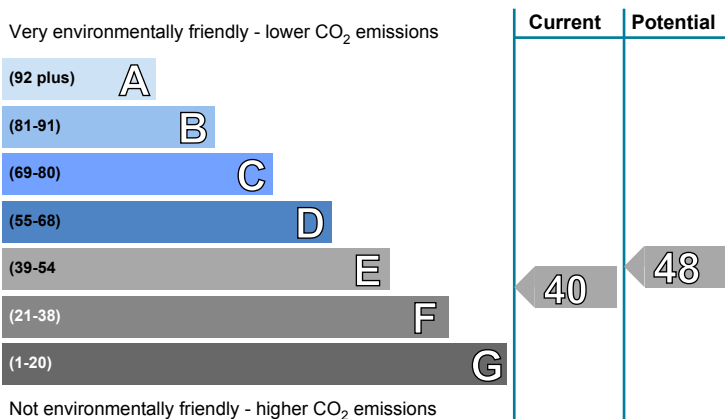 Very environmentally friendly - lower CO2 emissions
Current
Potential
(92 plus) A
(81-91) B
(69-80) C
(55-68) D
(39-54 E
(21-38) F
(1-20) G
40
48
Not environmentally friendly - higher CO2 emissions